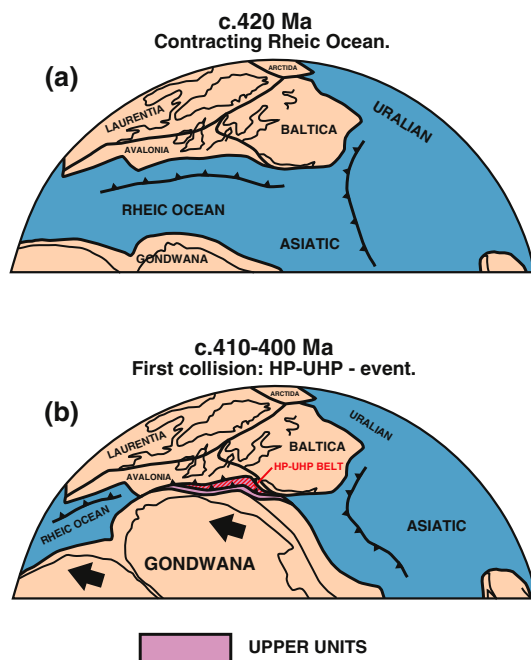 c.420 Ma
Contracting Rheic Ocean.
(a)
ARCTIDA
LAURENTIA
URALIAN
BALTICA
AVALONIA
RHEIC OCEAN
ASIATIC
GONDWANA
c.410-400 Ma
First collision: HP-UHP - event.
(b)
ARCTIDA
LAURENTIA
URALIAN
BALTICA
HP-UHP BELT
AVALONIA
RHEIC OCEAN
ASIATIC
GONDWANA
UPPER UNITS